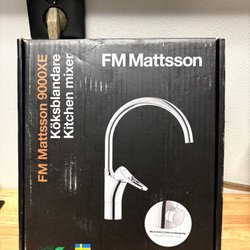 FM Mattsson
FM Mattsson 9000XE
Köksblandare
Kitchen mixer